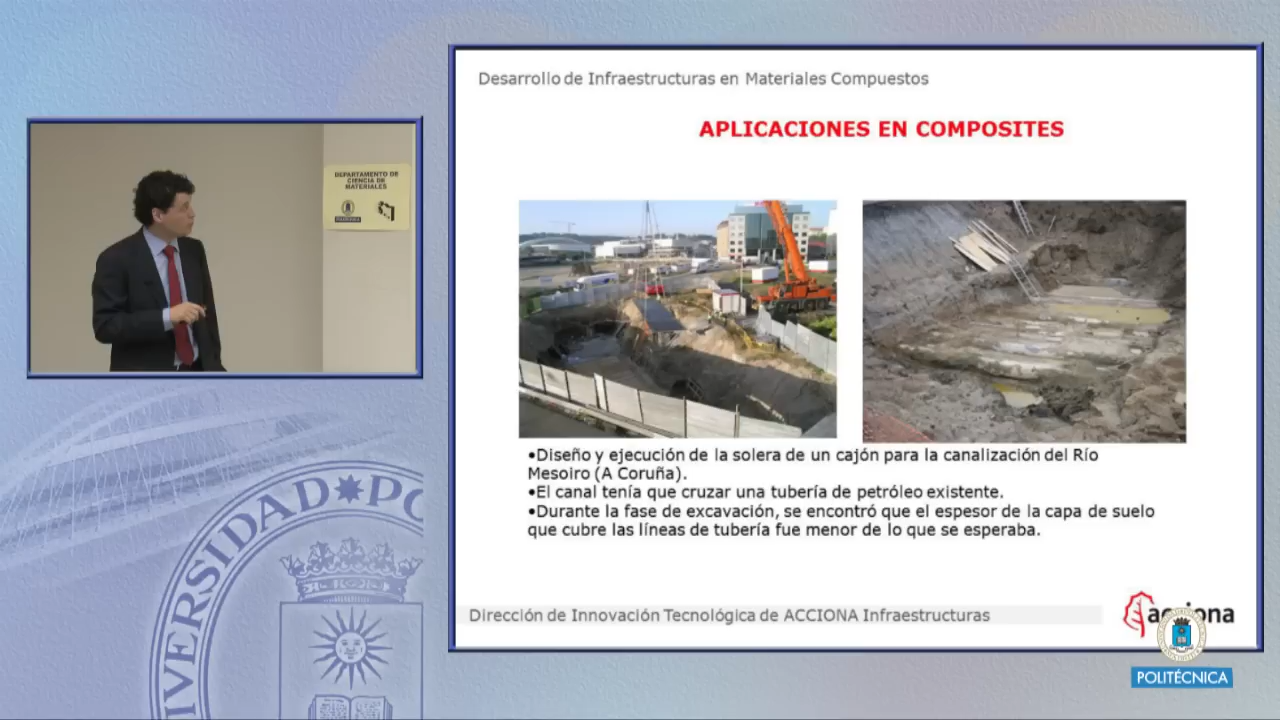 Desarrollo de Infraestructuras en Materiales Compuestos
APLICACIONES EN COMPOSITES
DEPARTAMENTO DE
CIENCIA DE
MATERIALES
POLITÉCNICA
•Diseño y ejecución de la solera de un cajón para la canalización del Río
Mesoiro (A Coruña).
•El canal tenía que cruzar una tubería de petróleo existente.
•Durante la fase de excavación, se encontró que el espesor de la capa de suelo
que cubre las líneas de tubería fue menor de lo que se esperaba.
Dirección de Innovación Tecnológica de ACCIONA Infraestructuras
acciona
POLITÉCNICA
VERSIDAD PO